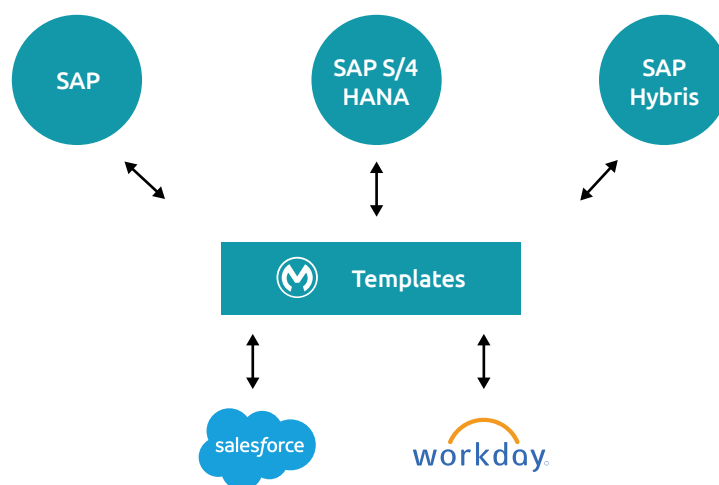 SAP
SAP S/4
HANA
SAP
Hybris
Templates
salesforce
workday